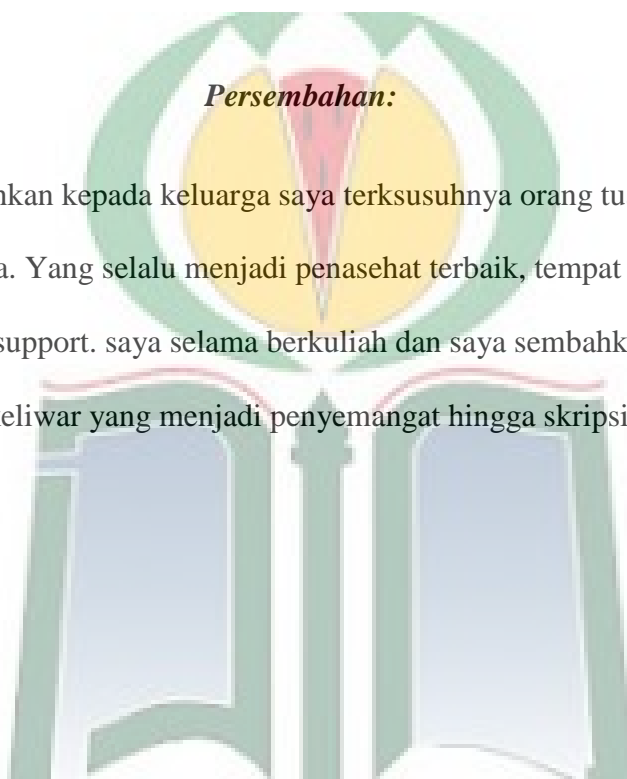 Persembahan:
kan kepada keluarga saya terksusuhnya orang tu
a. Yang selalu menjadi penasehat terbaik, tempat
support. saya selama berkuliah dan saya sembahk
eliwar yang menjadi penyemangat hingga skripsi